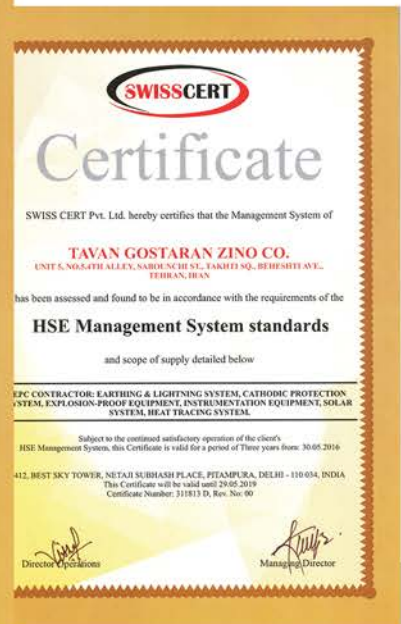 SWISSCERT
Certificate
SWISS CERT Pvt. Ltd. hereby certifies that the Management System of
TAVAN GOSTARAN ZINO CO.
UNIT 5, NO.5,4TH ALLEY, SABOUNCHI ST., TAKHTI SQ., BEHESHTI AVE.,
TEHRAN, IRAN
has been assessed and found to be in accordance with the requirements of the
HSE Management System standards
and scope of supply detailed below
EPC CONTRACTOR: EARTHING & LIGHTNING SYSTEM, CATHODIC PROTECTION
YSTEM, EXPLOSION-PROOF EQUIPMENT, INSTRUMENTATION EQUIPMENT, SOLAR
SYSTEM, HEAT TRACING SYSTEM.
Subject to the continued satisfactory operation of the client's
HSE Management System, this Certificate is valid for a period of Three years from: 30.05.2016
412, BEST SKY TOWER, NETAJI SUBHASH PLACE, PITAMPURA, DELHI - 110 034, INDIA
This Certificate will be valid until 29.05.2019
Certificate Number: 311813 D, Rev. No: 00
Director Operations
Managing Director